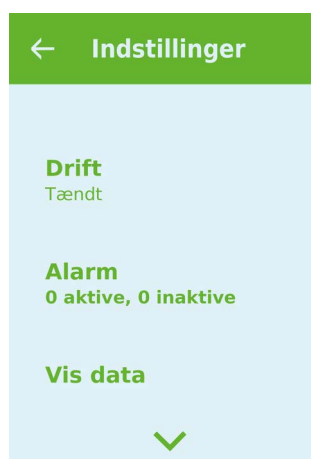 Indstillinger
Drift
Tændt
Alarm
0 aktive, 0 inaktive
Vis data